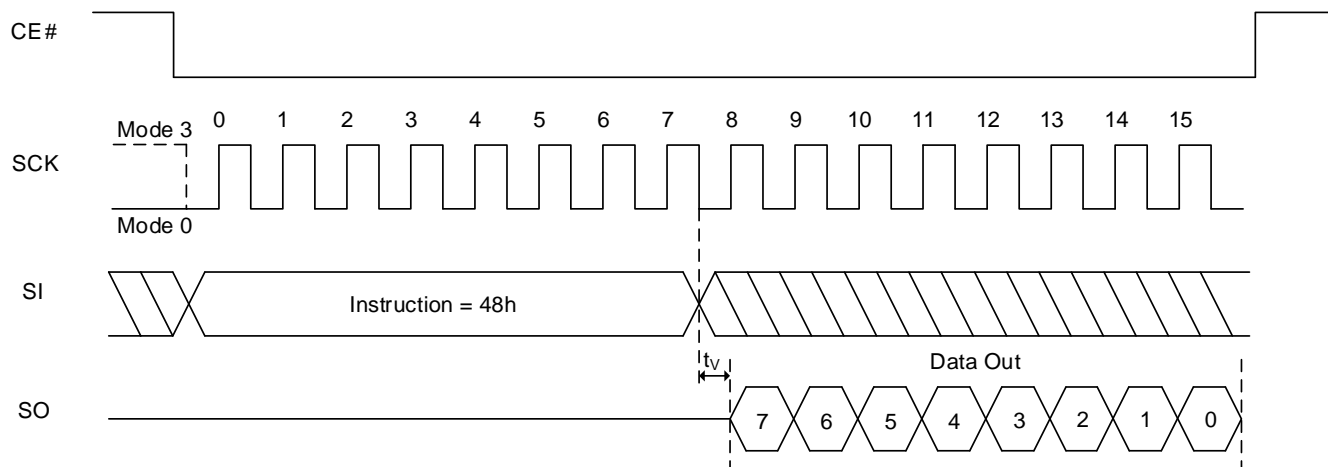 CE#
Mode 3 0 1 2 3 4 5 6 7 8 9 10 11 12 13 14 15
SCK
Mode 0
SI Instruction = 48h
tV Data Out
SO 7 6 5 4 3 2 1 0